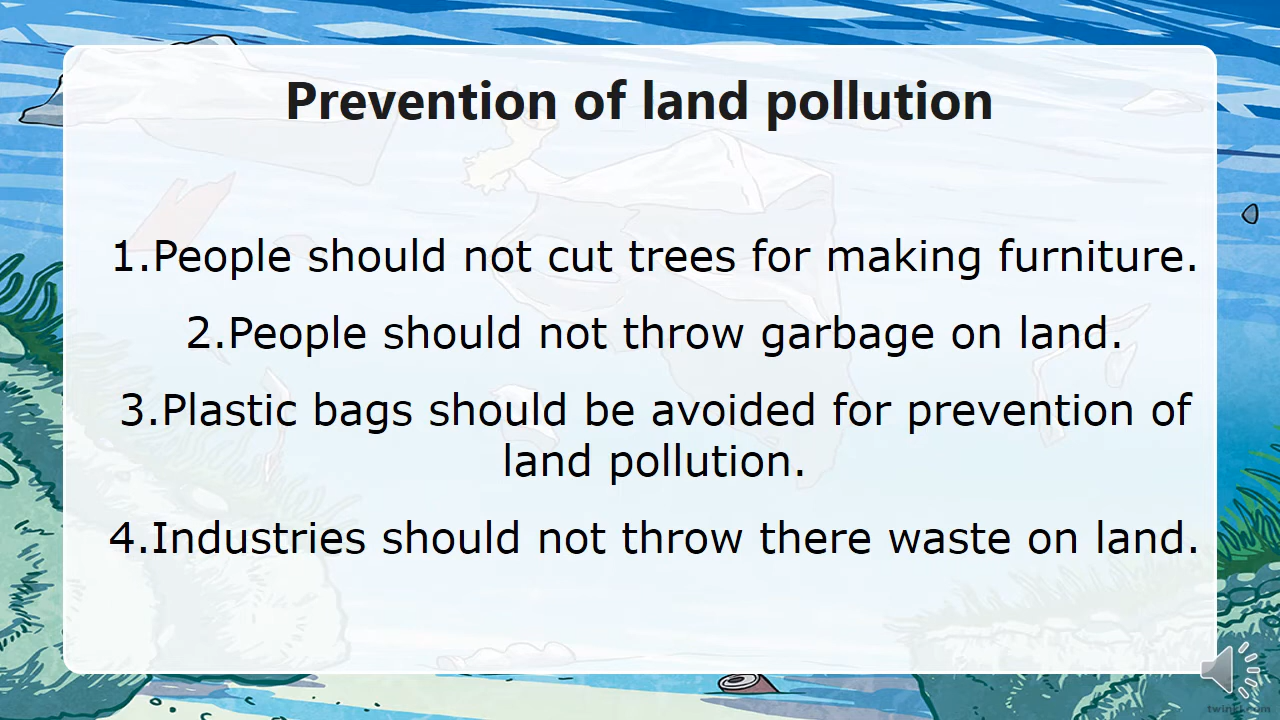 Prevention of land pollution
1.People should not cut trees for making furniture.
2.People should not throw garbage on land.
3.Plastic bags should be avoided for prevention of
land pollution.
4.Industries should not throw there waste on land.
twinkl.com